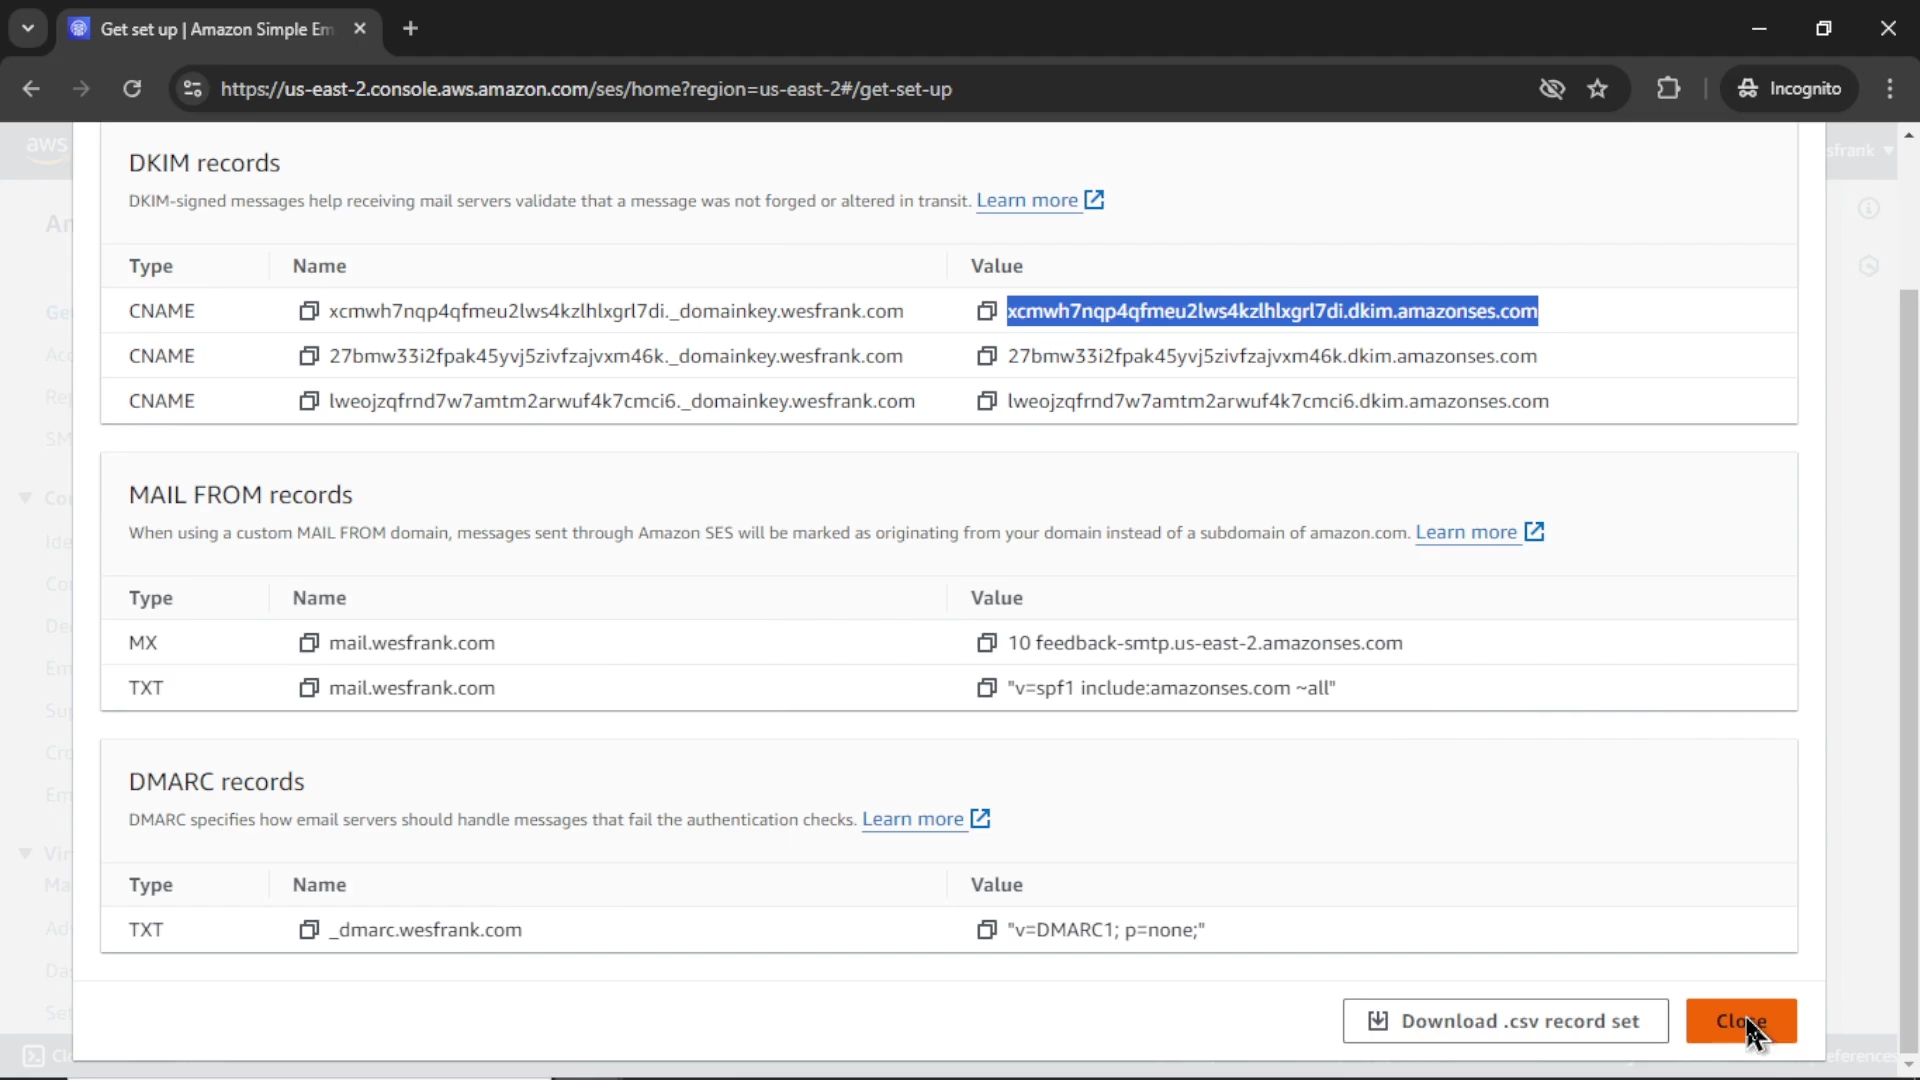 Get set up | Amazon Simple Em
https://us-east-2.console.aws.amazon.com/ses/home?region=us-east-2#/get-set-up
Incognito
aws
sfrank
DKIM records
DKIM-signed messages help receiving mail servers validate that a message was not forged or altered in transit. Learn more
Type Name Value
CNAME xcmwh7nqp4qfmeu2lws4kzlhlxgrl7di._domainkey.wesfrank.com xcmwh7nqp4qfmeu2lws4kzlhlxgrl7di.dkim.amazonses.com
CNAME 27bmw33i2fpak45yvj5zivfzajvxm46k._domainkey.wesfrank.com 27bmw33i2fpak45yvj5zivfzajvxm46k.dkim.amazonses.com
CNAME lweojzqfrnd7w7amtm2arwuf4k7cmci6._domainkey.wesfrank.com lweojzqfrnd7w7amtm2arwuf4k7cmci6.dkim.amazonses.com
MAIL FROM records
When using a custom MAIL FROM domain, messages sent through Amazon SES will be marked as originating from your domain instead of a subdomain of amazon.com. Learn more
Type Name Value
MX mail.wesfrank.com 10 feedback-smtp.us-east-2.amazonses.com
TXT mail.wesfrank.com "v=spf1 include:amazonses.com ~all"
DMARC records
DMARC specifies how email servers should handle messages that fail the authentication checks. Learn more
Type Name Value
TXT _dmarc.wesfrank.com "v=DMARC1; p=none;"
Download .csv record set Close